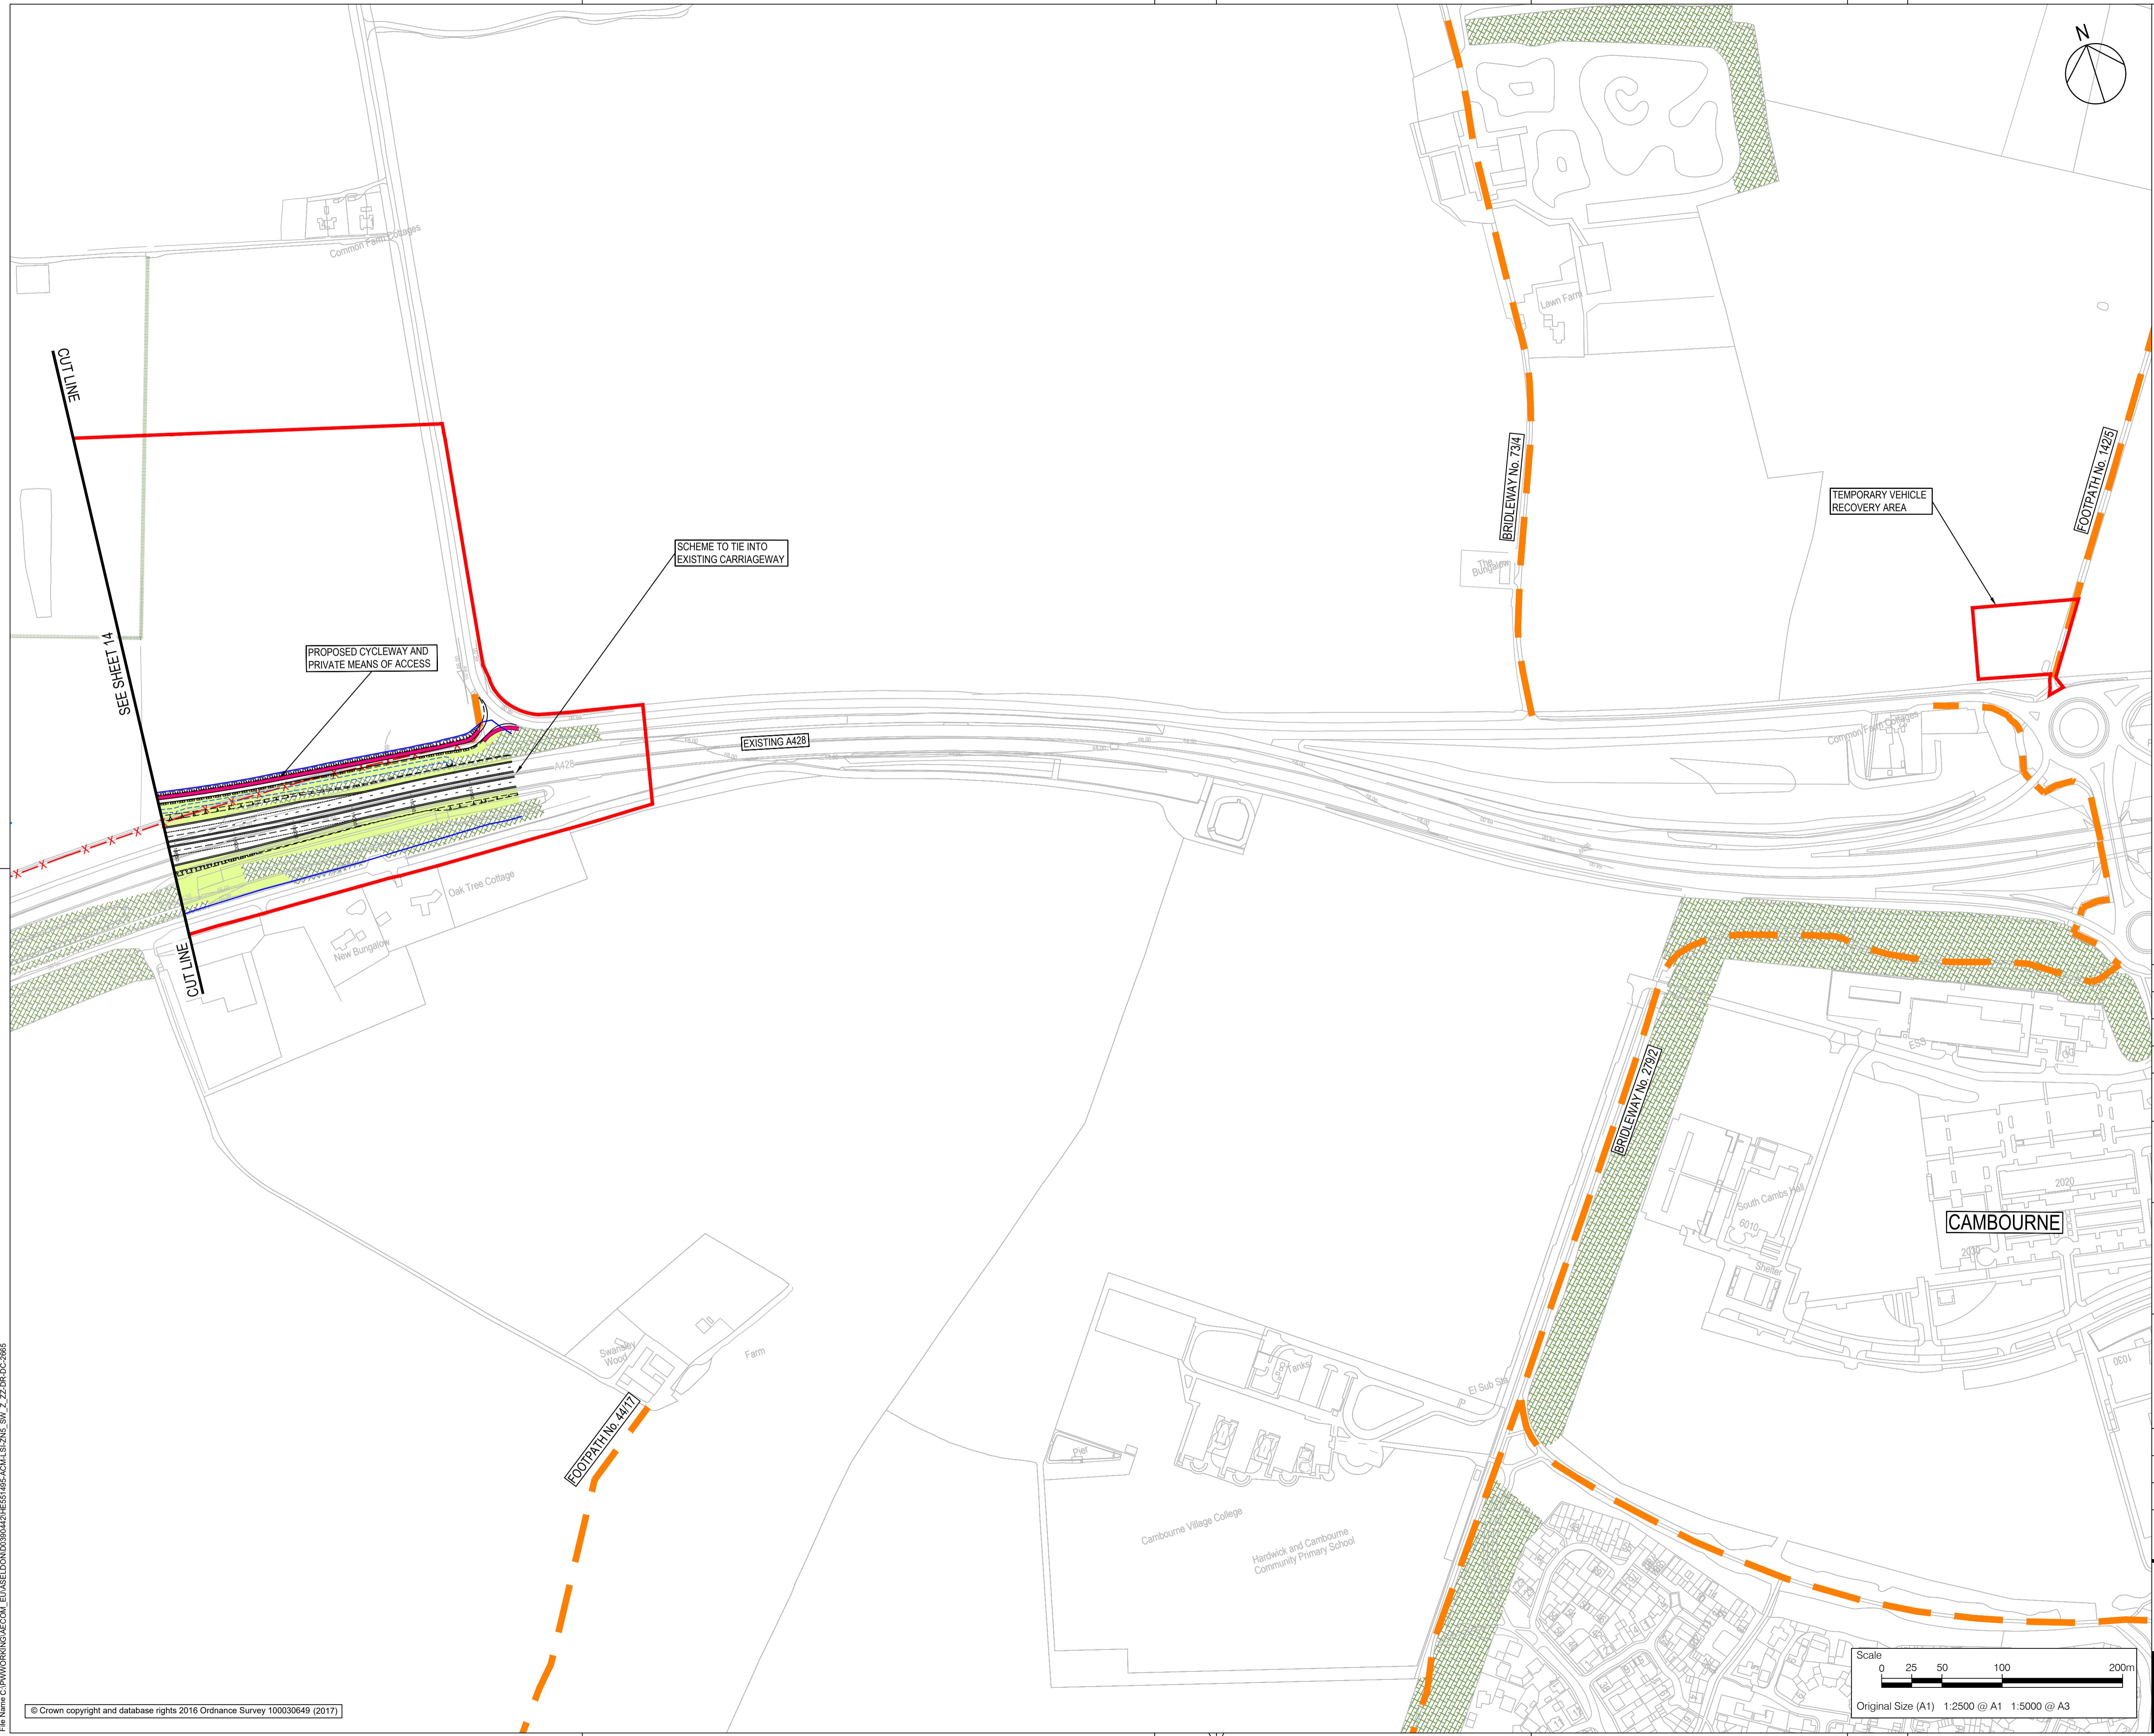 N
Common Farm Cottages
CUT LINE
Lawn Farm
BRIDLEWAY No. 73/4
FOOTPATH No. 142/5
TEMPORARY VEHICLE
RECOVERY AREA
SCHEME TO TIE INTO
EXISTING CARRIAGEWAY
The
Bungalow
SEE SHEET 14
PROPOSED CYCLEWAY AND
PRIVATE MEANS OF ACCESS
EXISTING A428
A428
Common Farm Cottages
Oak Tree Cottage
New Bungalow
CUT LINE
ESS
BRIDLEWAY No. 279/2
South Cambs Hall
6010
2020
CAMBOURNE
2030
Shelter
Swansley
Wood
Farm
1030
Tanks
El Sub Sta
FOOTPATH No. 44/17
Pier
Cambourne Village College
Hardwick and Cambourne
Community Primary School
Scale
0 25 50 100 200m
Original Size (A1) 1:2500 @ A1 1:5000 @ A3
© Crown copyright and database rights 2016 Ordnance Survey 100030649 (2017)